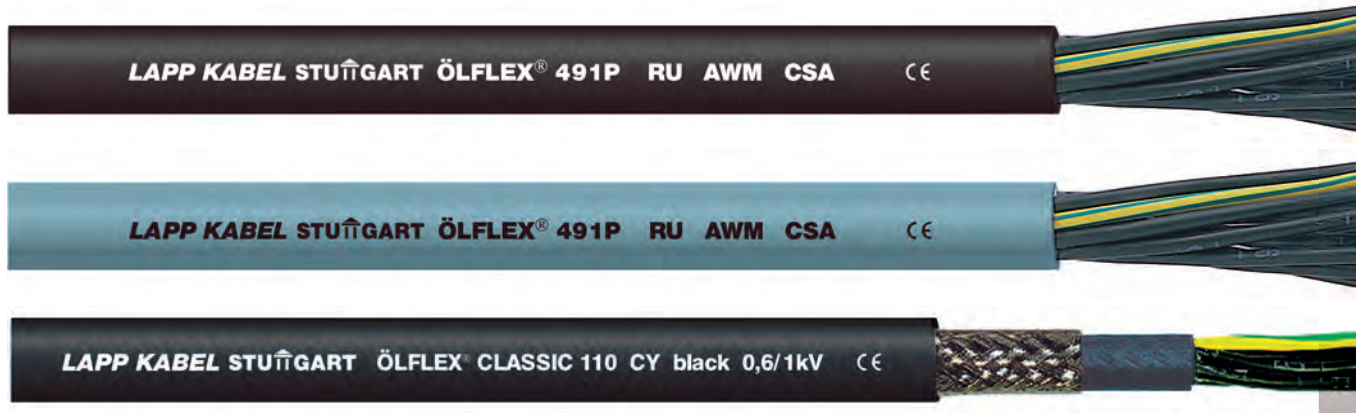 LAPP KABEL STUTTGART ÖLFLEX® 491P RU AWM CSA CE
LAPP KABEL STUTTGART ÖLFLEX® 491P RU AWM CSA CE
LAPP KABEL STUTTGART ÖLFLEX® CLASSIC 110 CY black 0,6/1kV CE